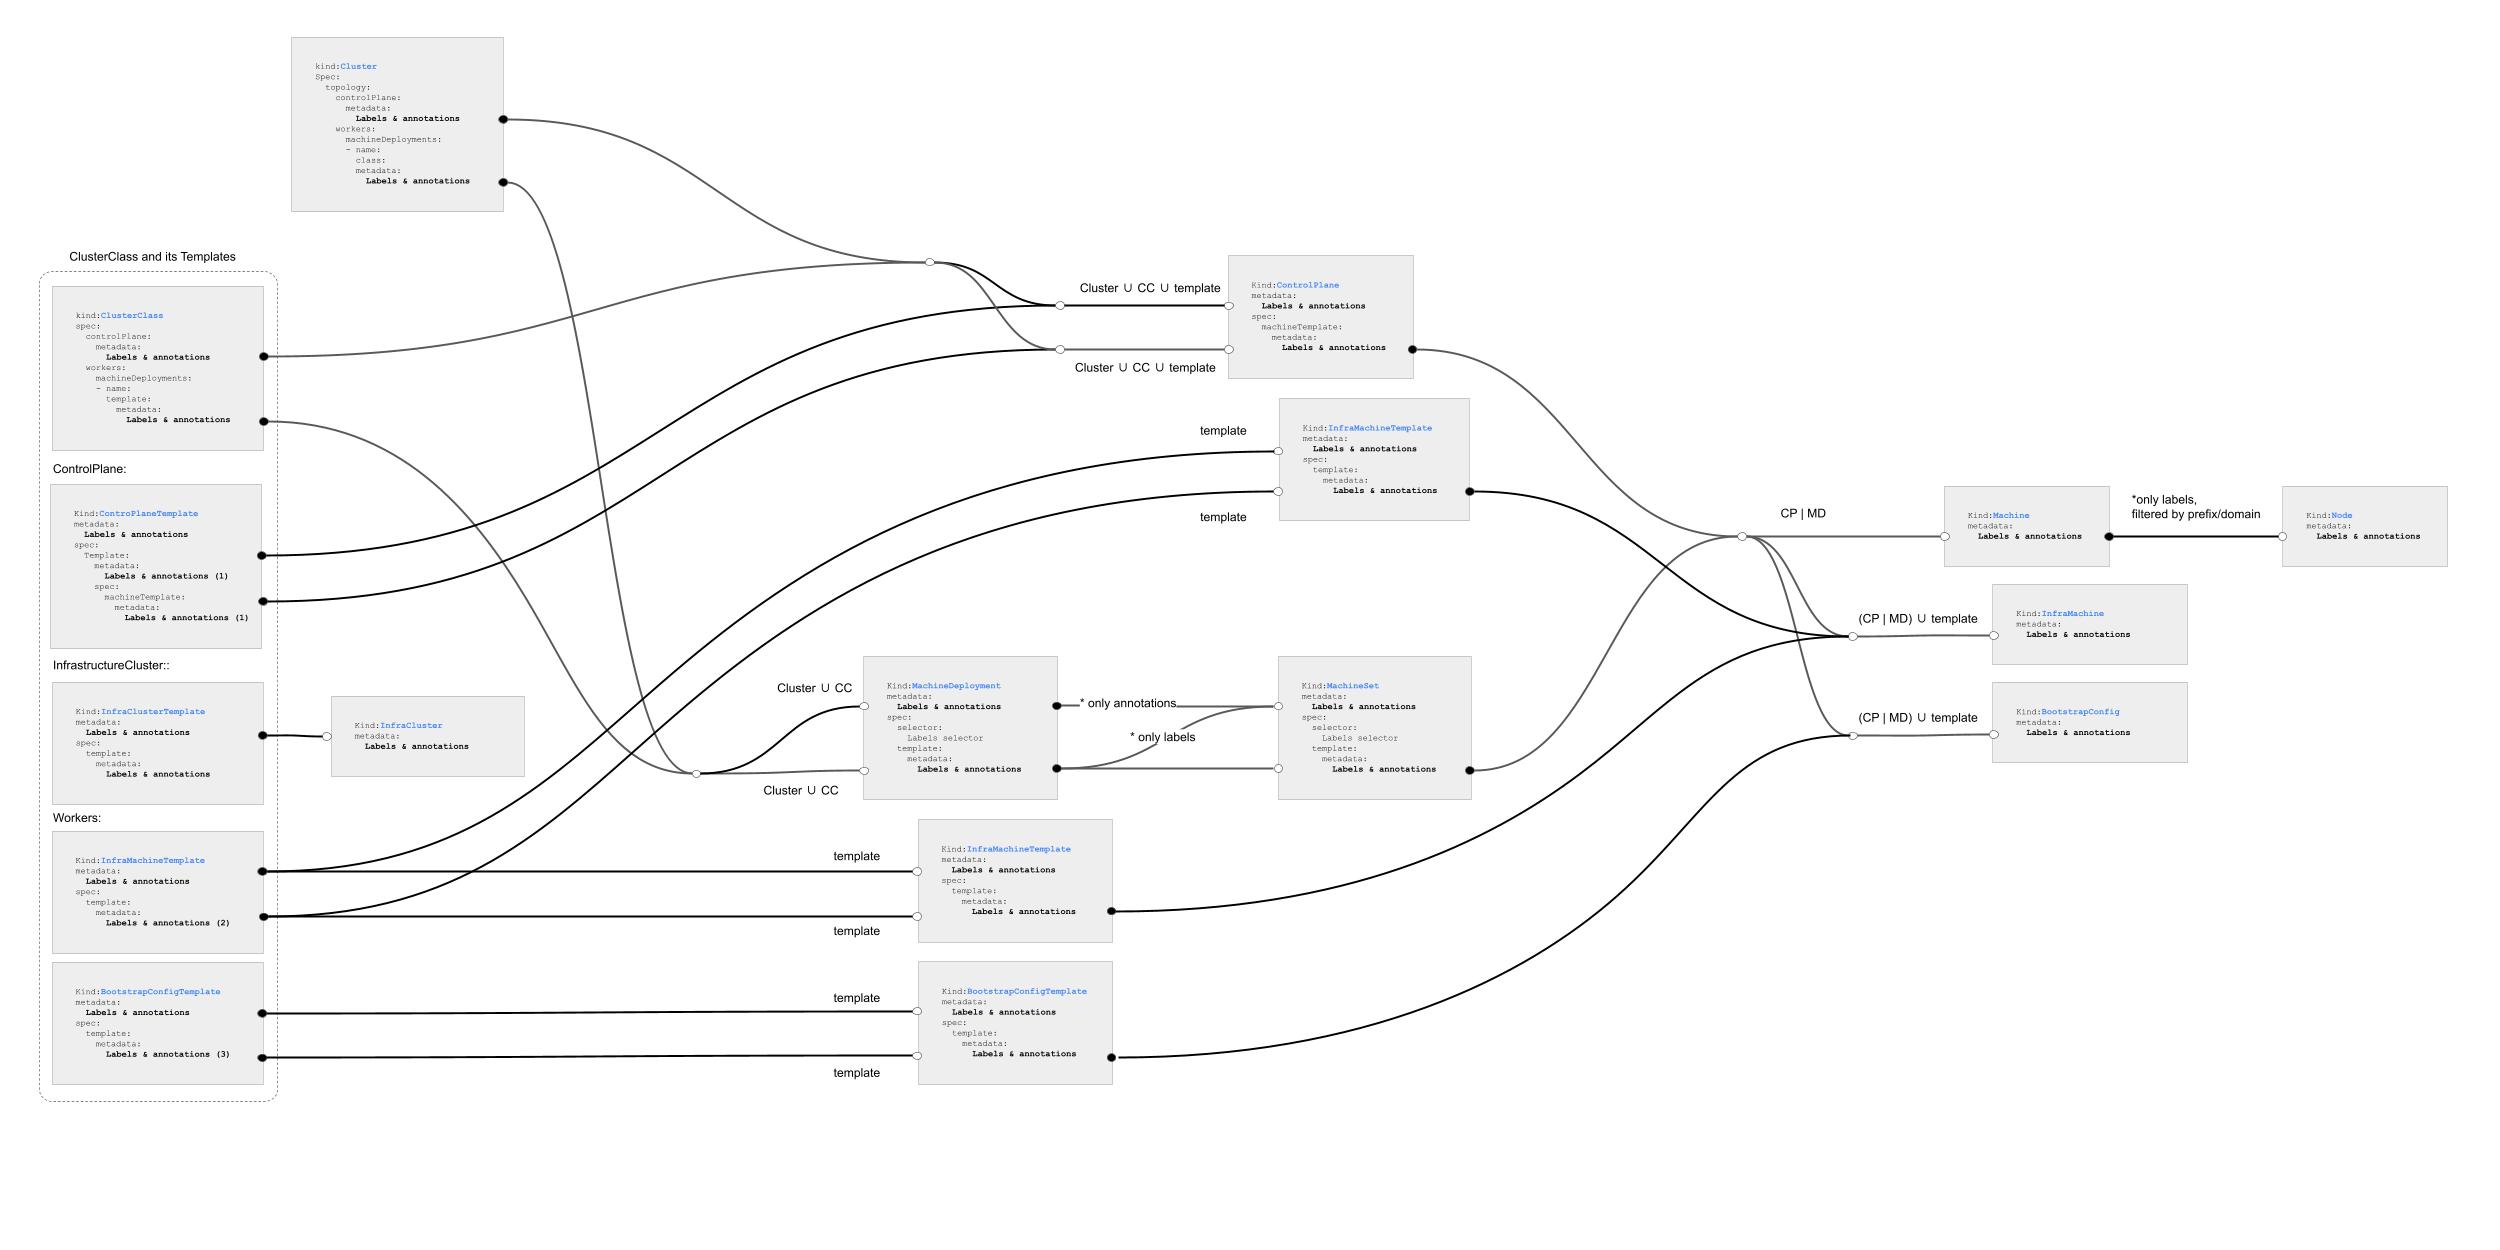 kind:Cluster
Spec:
topology:
controlPlane:
metadata:
Labels & annotations
workers:
machineDeployments:
- name:
class:
metadata:
Labels & annotations
ClusterClass and its Templates
kind:ClusterClass
spec:
controlPlane:
metadata:
Labels & annotations
workers:
machineDeployments:
- name:
template:
metadata:
Labels & annotations
ControlPlane:
Kind:ControPlaneTemplate
metadata:
Labels & annotations
spec:
Template:
metadata:
Labels & annotations (1)
spec:
machineTemplate:
metadata:
Labels & annotations (1)
InfrastructureCluster::
Kind:InfraClusterTemplate
metadata:
Labels & annotations
spec:
template:
metadata:
Labels & annotations
Kind:InfraCluster
metadata:
Labels & annotations
Workers:
Kind:InfraMachineTemplate
metadata:
Labels & annotations
spec:
template:
metadata:
Labels & annotations (2)
Kind:BootstrapConfigTemplate
metadata:
Labels & annotations
spec:
template:
metadata:
Labels & annotations (3)
Cluster ∪ CC ∪ template
Cluster ∪ CC ∪ template
Kind:ControlPlane
metadata:
Labels & annotations
spec:
machineTemplate:
metadata:
Labels & annotations
template
template
Kind:InfraMachineTemplate
metadata:
Labels & annotations
spec:
template:
metadata:
Labels & annotations
Cluster ∪ CC
Cluster ∪ CC
Kind:MachineDeployment
metadata:
Labels & annotations
spec:
selector:
Labels selector
template:
metadata:
Labels & annotations
* only annotations
* only labels
Kind:MachineSet
metadata:
Labels & annotations
spec:
selector:
Labels selector
template:
metadata:
Labels & annotations
template
template
Kind:InfraMachineTemplate
metadata:
Labels & annotations
spec:
template:
metadata:
Labels & annotations
template
template
Kind:BootstrapConfigTemplate
metadata:
Labels & annotations
spec:
template:
metadata:
Labels & annotations
CP | MD
Kind:Machine
metadata:
Labels & annotations
*only labels,
filtered by prefix/domain
Kind:Node
metadata:
Labels & annotations
(CP | MD) ∪ template
Kind:InfraMachine
metadata:
Labels & annotations
(CP | MD) ∪ template
Kind:BootstrapConfig
metadata:
Labels & annotations